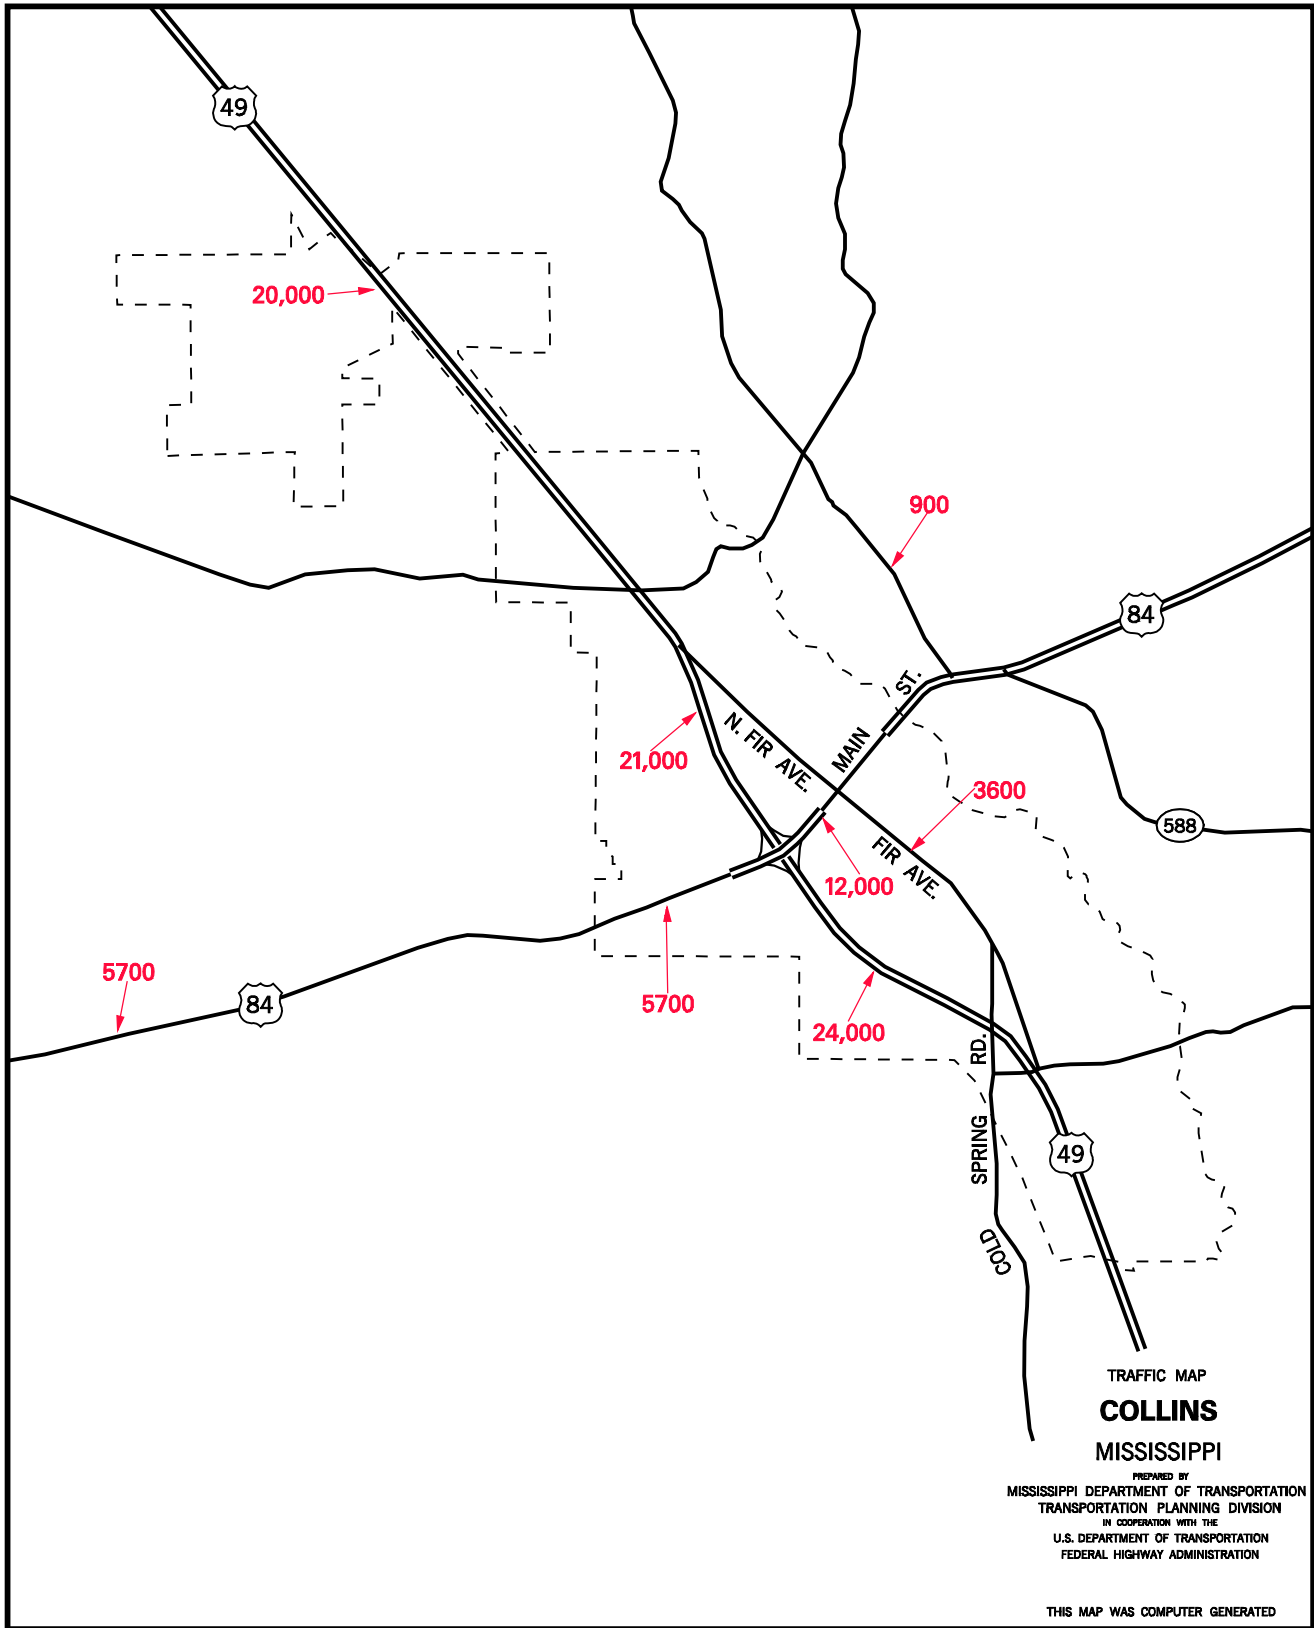 49
20,000
900
84
ST.
MAIN
N. FIR AVE.
21,000
3600
588
FIR AVE.
12,000
5700
84
5700
24,000
COLD SPRING RD.
49
TRAFFIC MAP
COLLINS
MISSISSIPPI
PREPARED BY
MISSISSIPPI DEPARTMENT OF TRANSPORTATION
TRANSPORTATION PLANNING DIVISION
IN COOPERATION WITH THE
U.S. DEPARTMENT OF TRANSPORTATION
FEDERAL HIGHWAY ADMINISTRATION
THIS MAP WAS COMPUTER GENERATED